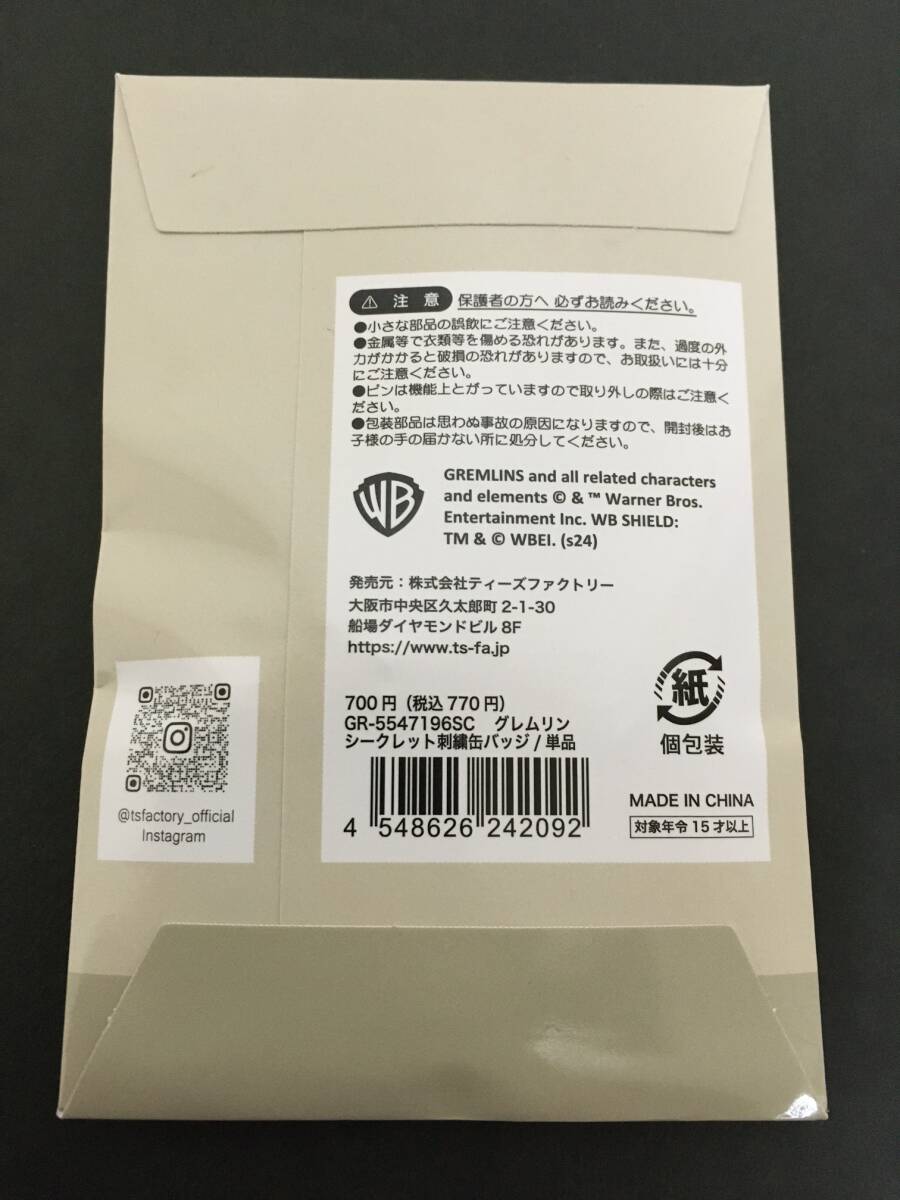 ⚠ 注意 保護者の方へ 必ずお読みください。
●小さな部品の誤飲にご注意ください。
●金属等で衣類等を傷める恐れがあります。また、過度の外
力がかかると破損の恐れがありますので、お取扱いには十分
にご注意ください。
●ピンは機能上とがっていますので取り外しの際はご注意く
ださい。
●包装部品は思わぬ事故の原因になりますので、開封後はお
子様の手の届かない所に処分してください。
WB
GREMLINS and all related characters
and elements © & ™ Warner Bros.
Entertainment Inc. WB SHIELD:
TM & © WBEI. (s24)
発売元:株式会社ティーズファクトリー
大阪市中央区久太郎町 2-1-30
船場ダイヤモンドビル 8F
https://www.ts-fa.jp
700円(税込770円)
GR-5547196SC グレムリン
シークレット刺繍缶バッジ / 単品
4 548626 242092
紙
個包装
MADE IN CHINA
対象年令 15 才以上
@tsfactory_official
Instagram